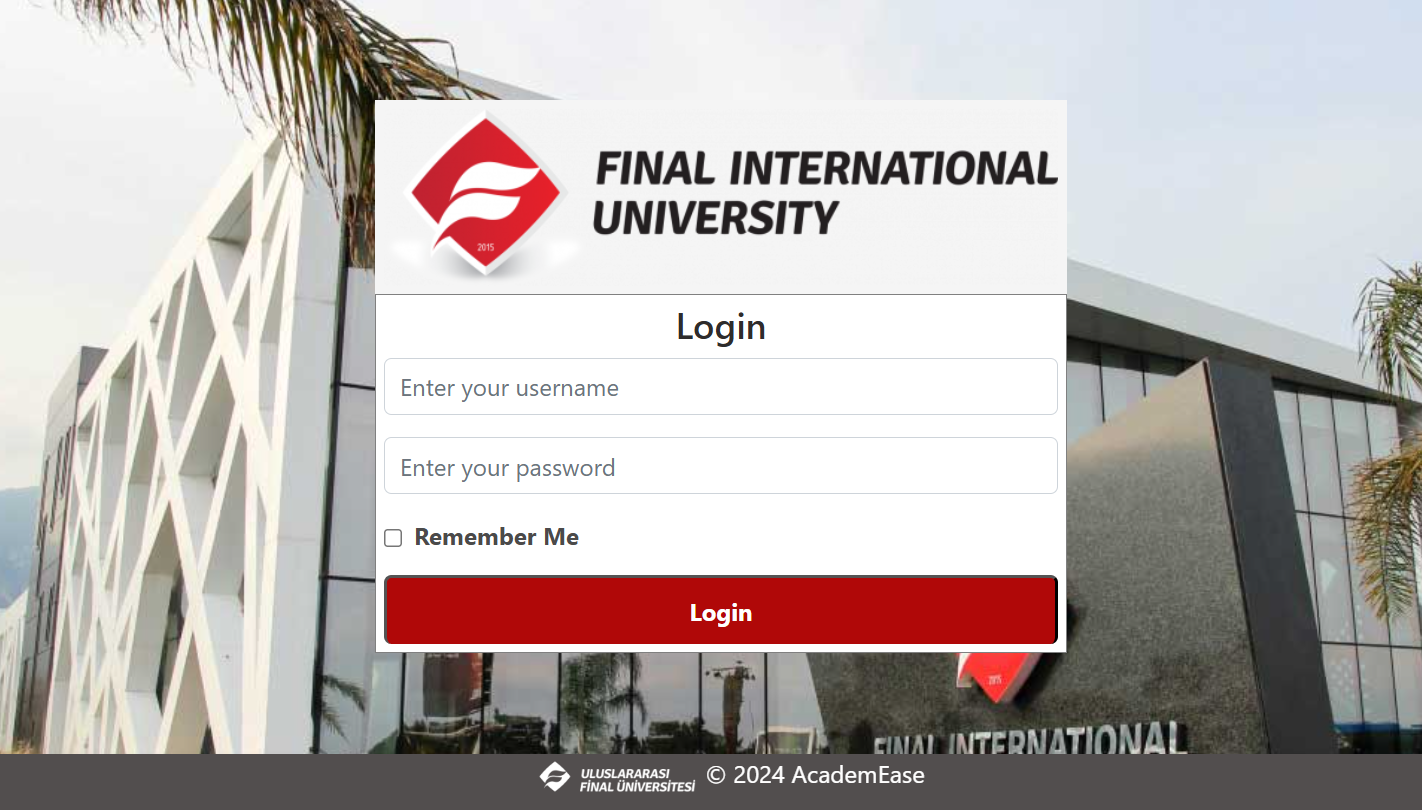 2015
FINAL INTERNATIONAL
UNIVERSITY
Login
Enter your username
Enter your password
Remember Me
Login
2015
FINAL INTERNATIONAL
ULUSLARARASI
FİNAL ÜNİVERSİTESİ
© 2024 AcademEase